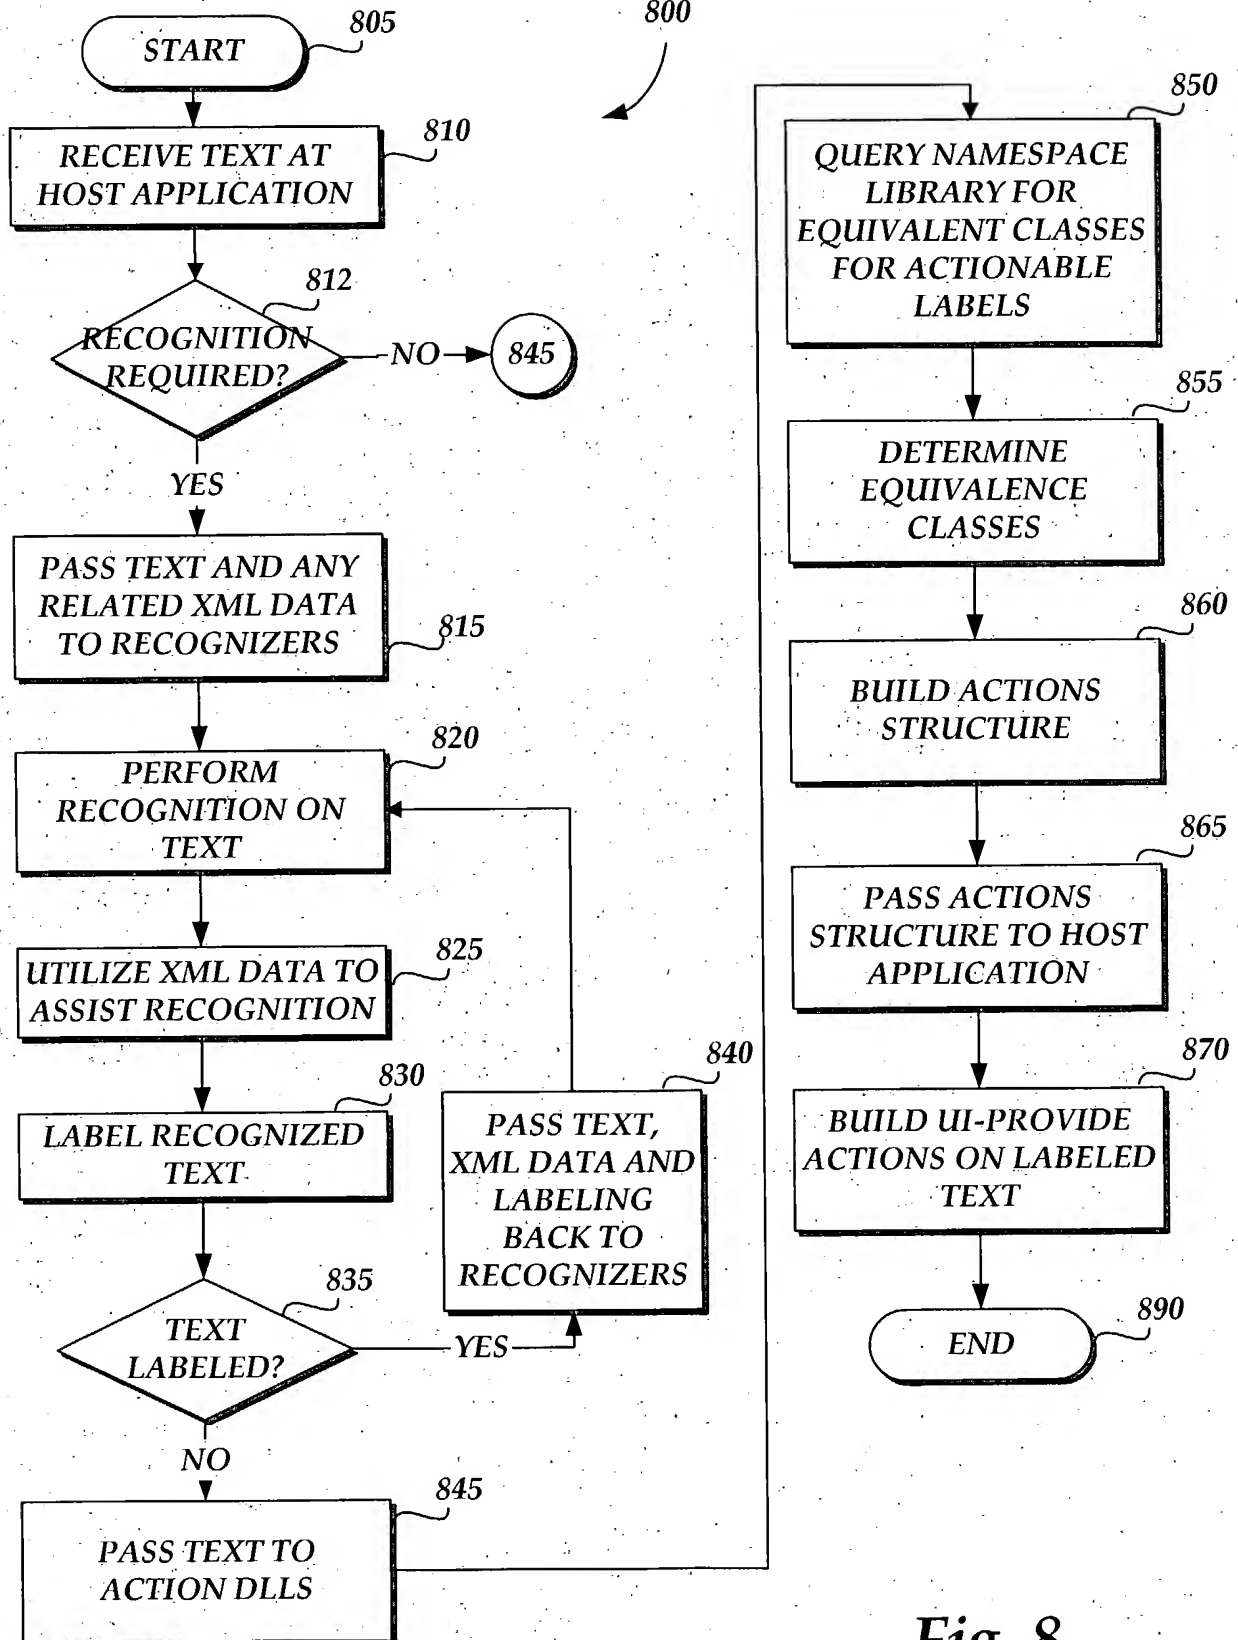 800
START
805
RECEIVE TEXT AT
HOST APPLICATION
810
RECOGNITION
REQUIRED?
812
NO
845
YES
PASS TEXT AND ANY
RELATED XML DATA
TO RECOGNIZERS
815
PERFORM
RECOGNITION ON
TEXT
820
UTILIZE XML DATA TO
ASSIST RECOGNITION
825
LABEL RECOGNIZED
TEXT
830
TEXT
LABELED?
835
YES
PASS TEXT,
XML DATA AND
LABELING
BACK TO
RECOGNIZERS
840
NO
PASS TEXT TO
ACTION DLLS
845
QUERY NAMESPACE
LIBRARY FOR
EQUIVALENT CLASSES
FOR ACTIONABLE
LABELS
850
DETERMINE
EQUIVALENCE
CLASSES
855
BUILD ACTIONS
STRUCTURE
860
PASS ACTIONS
STRUCTURE TO HOST
APPLICATION
865
BUILD UI-PROVIDE
ACTIONS ON LABELED
TEXT
870
END
890
Fig. 8